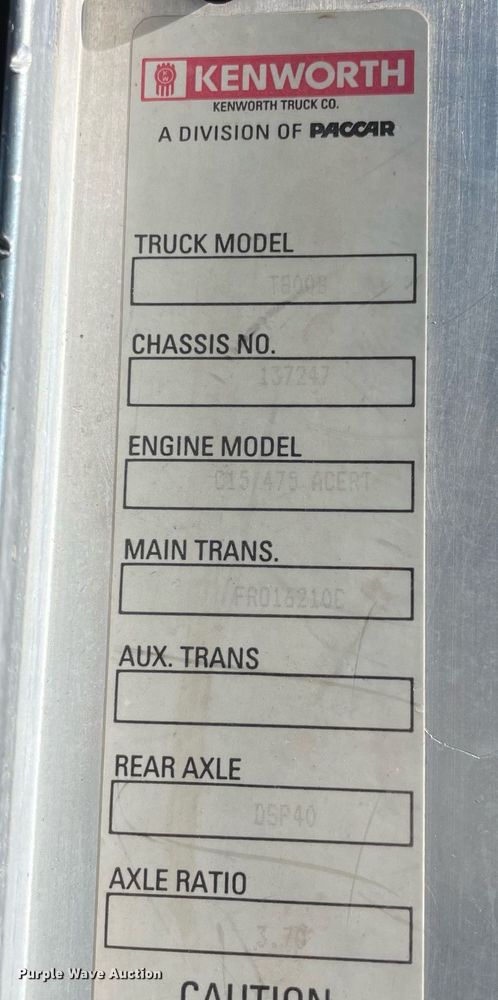 KENWORTH
KENWORTH TRUCK CO.
A DIVISION OF PACCAR
TRUCK MODEL
T800B
CHASSIS NO.
137247
ENGINE MODEL
C15/475 ACERT
MAIN TRANS.
FRO16210C
AUX. TRANS
REAR AXLE
DSP40
AXLE RATIO
3.70
CAUTION
Purple Wave Auction